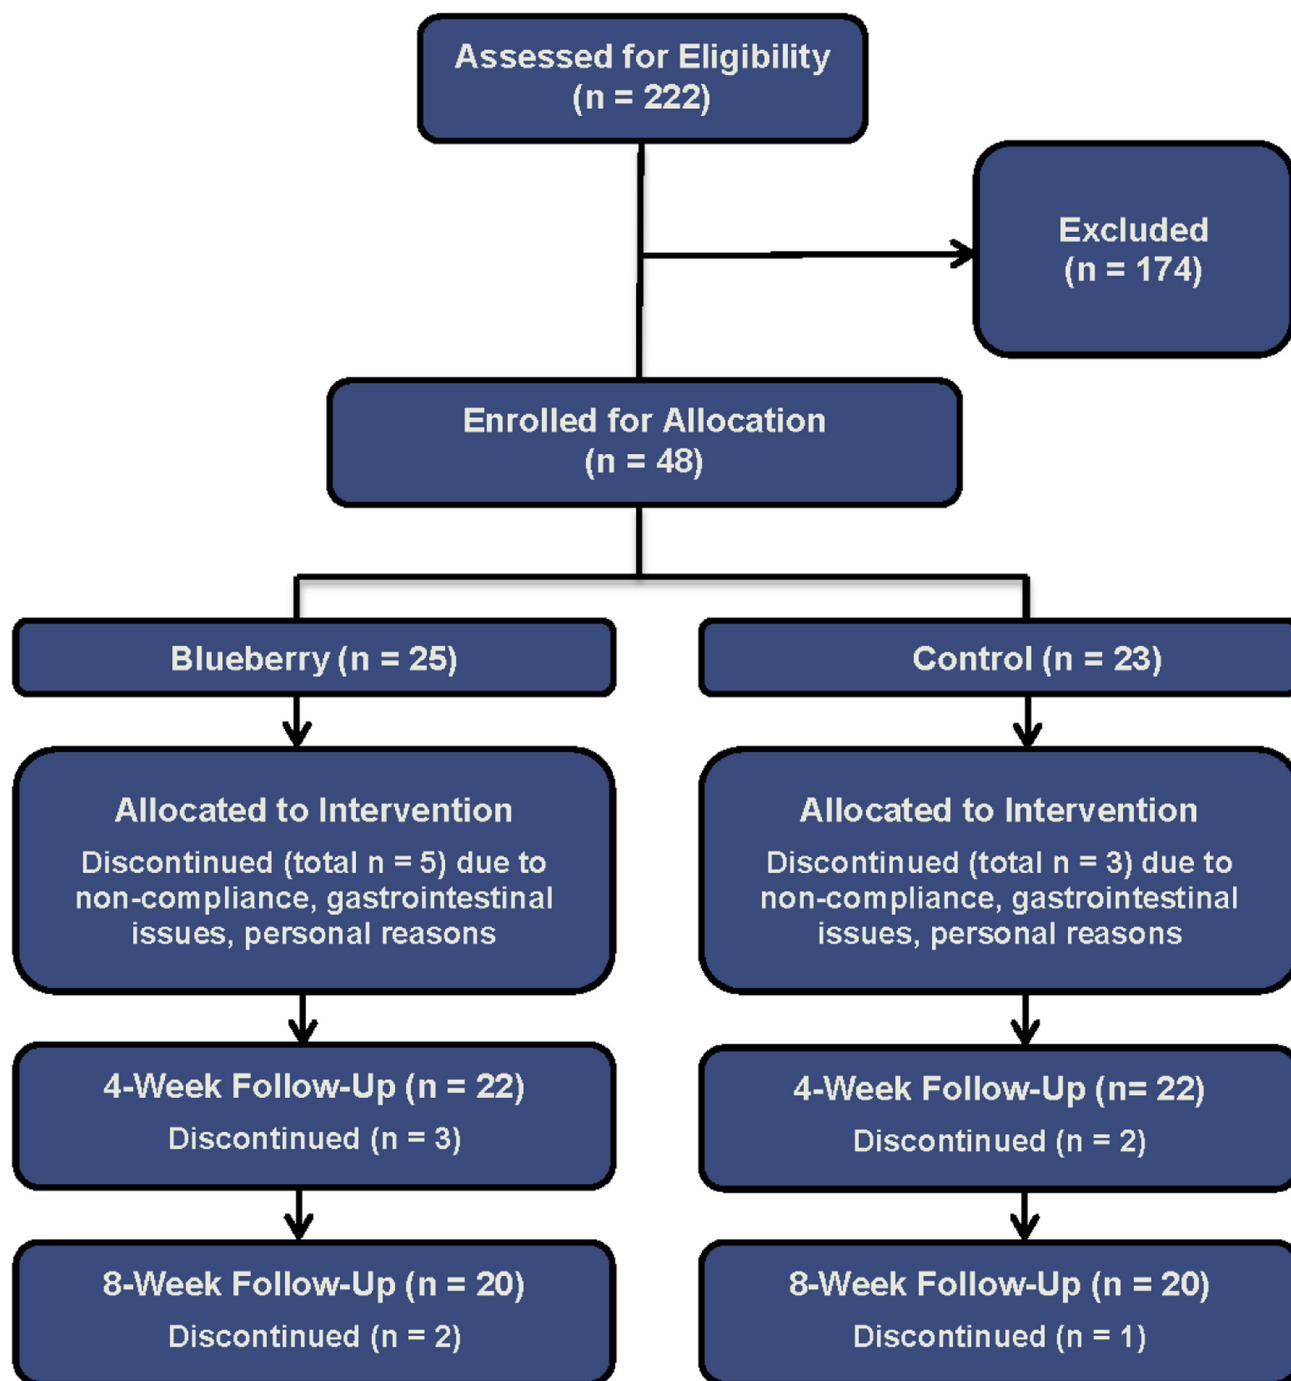 Assessed for Eligibility
(n = 222)
Excluded
(n = 174)
Enrolled for Allocation
(n = 48)
Blueberry (n = 25)
Control (n = 23)
Allocated to Intervention
Discontinued (total n = 5) due to
non-compliance, gastrointestinal
issues, personal reasons
Allocated to Intervention
Discontinued (total n = 3) due to
non-compliance, gastrointestinal
issues, personal reasons
4-Week Follow-Up (n = 22)
Discontinued (n = 3)
4-Week Follow-Up (n= 22)
Discontinued (n = 2)
8-Week Follow-Up (n = 20)
Discontinued (n = 2)
8-Week Follow-Up (n = 20)
Discontinued (n = 1)